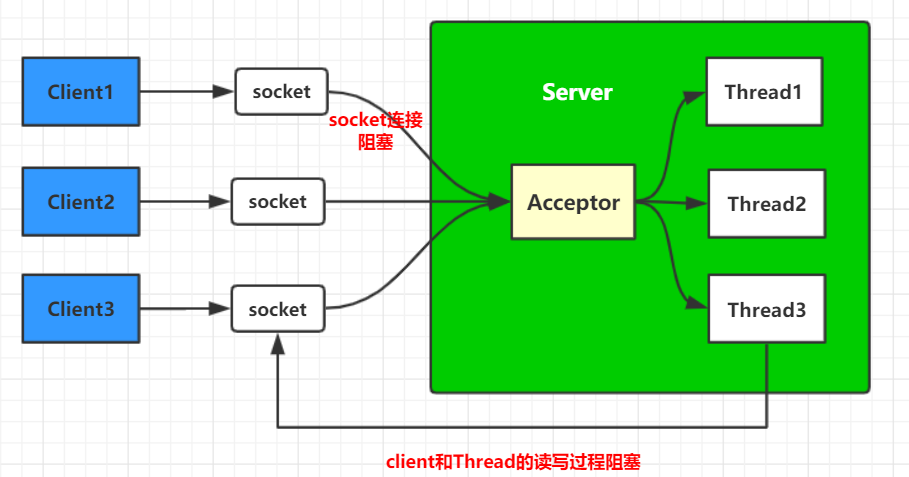 Client1
socket
socket连接
阻塞
Server
Thread1
Client2
socket
Acceptor
Thread2
Client3
socket
Thread3
client和Thread的读写过程阻塞